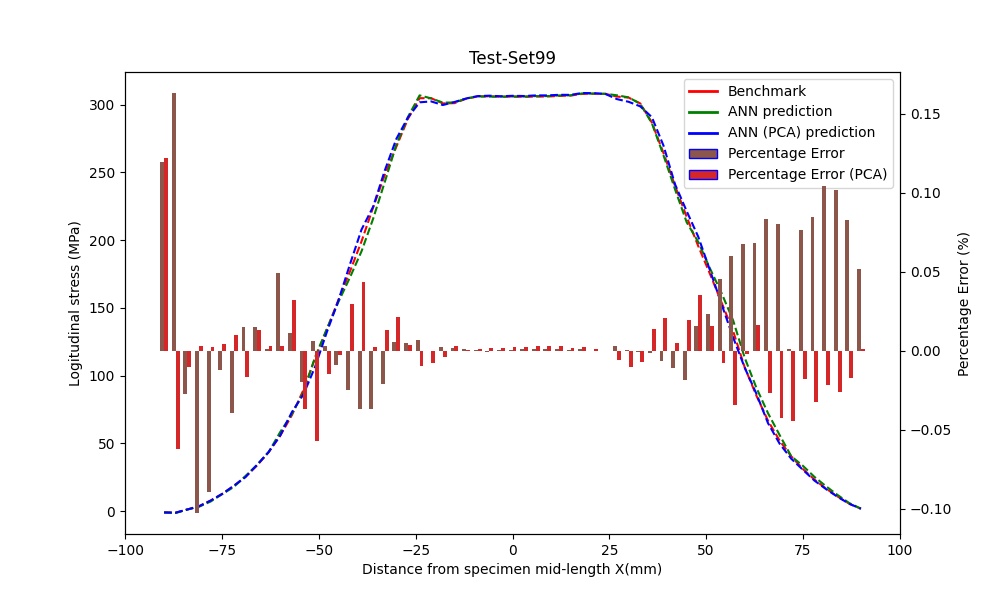 Test-Set99
Logitudinal stress (MPa)
300
250
200
150
100
50
0
Benchmark
ANN prediction
ANN (PCA) prediction
Percentage Error
Percentage Error (PCA)
0.15
0.10
0.05
0.00
−0.05
−0.10
Percentage Error (%)
−100 −75 −50 −25 0 25 50 75 100
Distance from specimen mid-length X(mm)